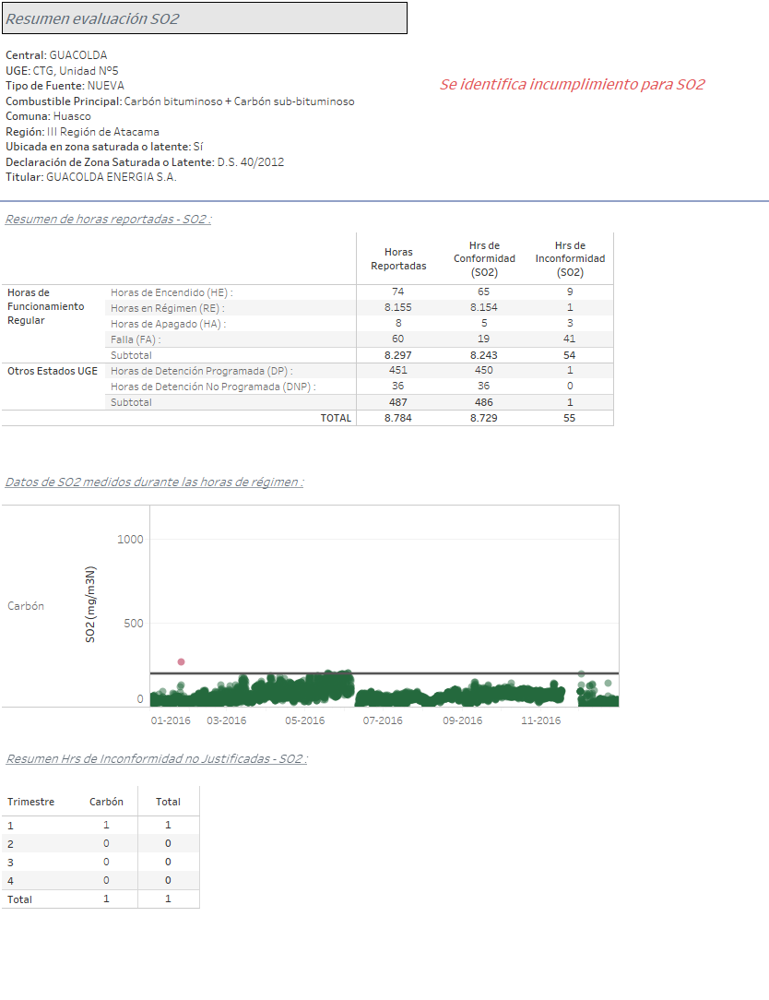 Resumen evaluación SO2
Central: GUACOLDA
UGE: CTG, Unidad Nº5
Tipo de Fuente: NUEVA
Combustible Principal: Carbón bituminoso + Carbón sub-bituminoso
Comuna: Huasco
Región: III Región de Atacama
Ubicada en zona saturada o latente: Sí
Declaración de Zona Saturada o Latente: D.S. 40/2012
Titular: GUACOLDA ENERGIA S.A.
Se identifica incumplimiento para SO2
Resumen de horas reportadas - SO2 :
Horas Reportadas Hrs de Conformidad (SO2) Hrs de Inconformidad (SO2)
Horas de Funcionamiento Regular
Horas de Encendido (HE) : 74 65 9
Horas en Régimen (RE) : 8.155 8.154 1
Horas de Apagado (HA) : 8 5 3
Falla (FA) : 60 19 41
Subtotal 8.297 8.243 54
Otros Estados UGE Horas de Detención Programada (DP) : 451 450 1
Horas de Detención No Programada (DNP) : 36 36 0
Subtotal 487 486 1
TOTAL 8.784 8.729 55
Datos de SO2 medidos durante las horas de régimen :
Carbón
SO2 (mg/m3N)
1000
500
0
01-2016 03-2016 05-2016 07-2016 09-2016 11-2016
Resumen Hrs de Inconformidad no Justificadas - SO2 :
Trimestre Carbón Total
1 1 1
2 0 0
3 0 0
4 0 0
Total 1 1